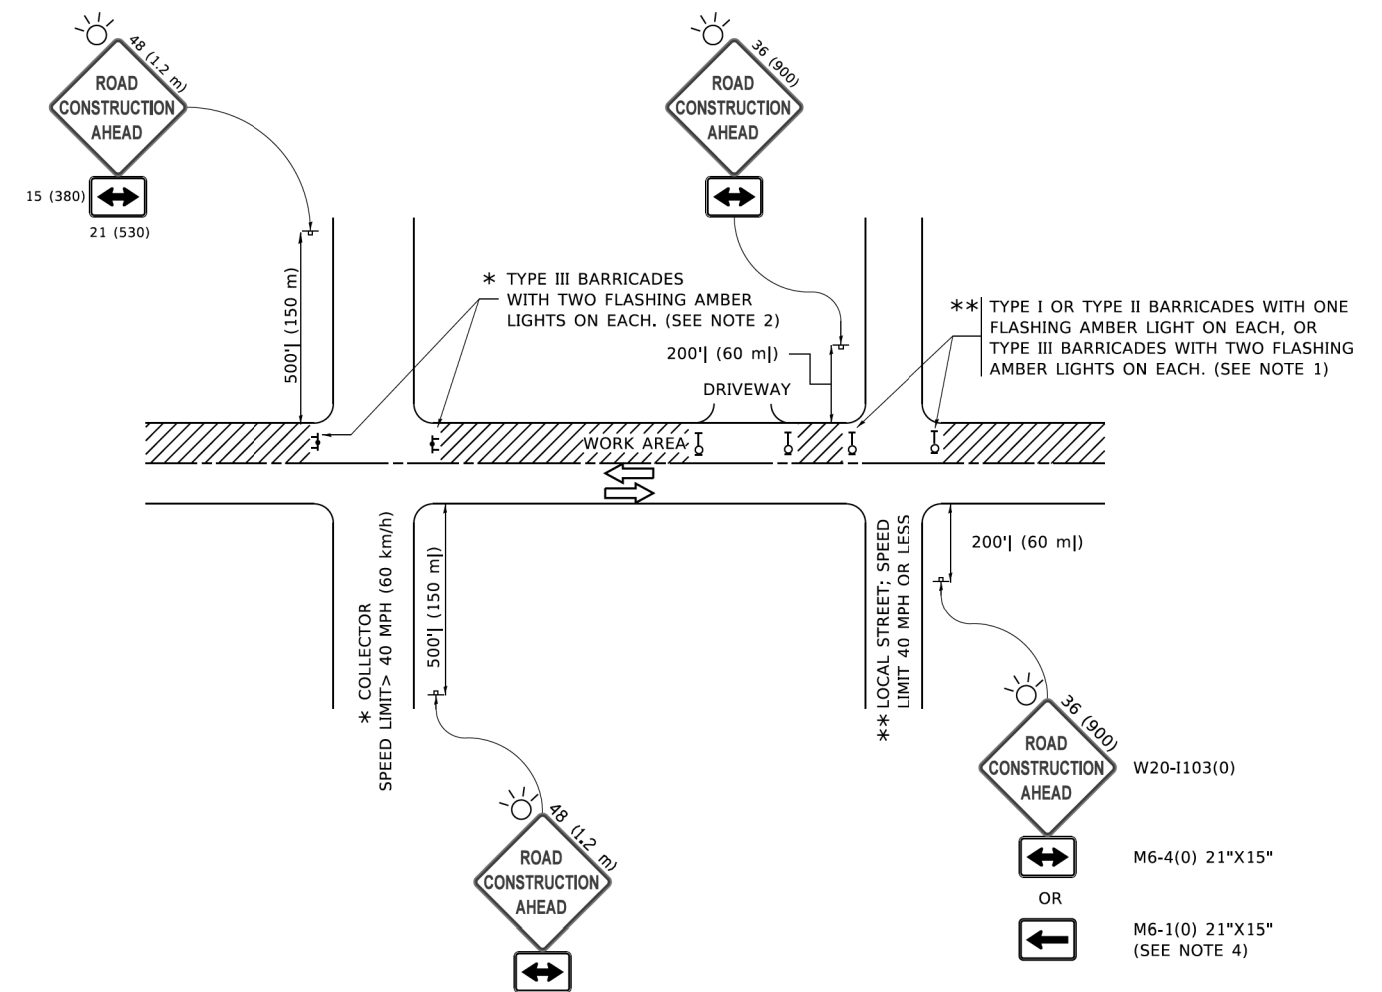 48 (1.2 m)
ROAD
CONSTRUCTION
AHEAD
15 (380)
21 (530)
36 (900)
ROAD
CONSTRUCTION
AHEAD
500'| (150 m)
* TYPE III BARRICADES
WITH TWO FLASHING AMBER
LIGHTS ON EACH. (SEE NOTE 2)
200'| (60 m|)
DRIVEWAY
** TYPE I OR TYPE II BARRICADES WITH ONE
FLASHING AMBER LIGHT ON EACH, OR
TYPE III BARRICADES WITH TWO FLASHING
AMBER LIGHTS ON EACH. (SEE NOTE 1)
WORK AREA
* COLLECTOR
SPEED LIMIT> 40 MPH (60 km/h)
500'| (150 m|)
** LOCAL STREET; SPEED
LIMIT 40 MPH OR LESS
200'| (60 m|)
48 (1.2 m)
ROAD
CONSTRUCTION
AHEAD
36 (900)
ROAD
CONSTRUCTION
AHEAD
W20-I103(0)
M6-4(0) 21"X15"
OR
M6-1(0) 21"X15"
(SEE NOTE 4)